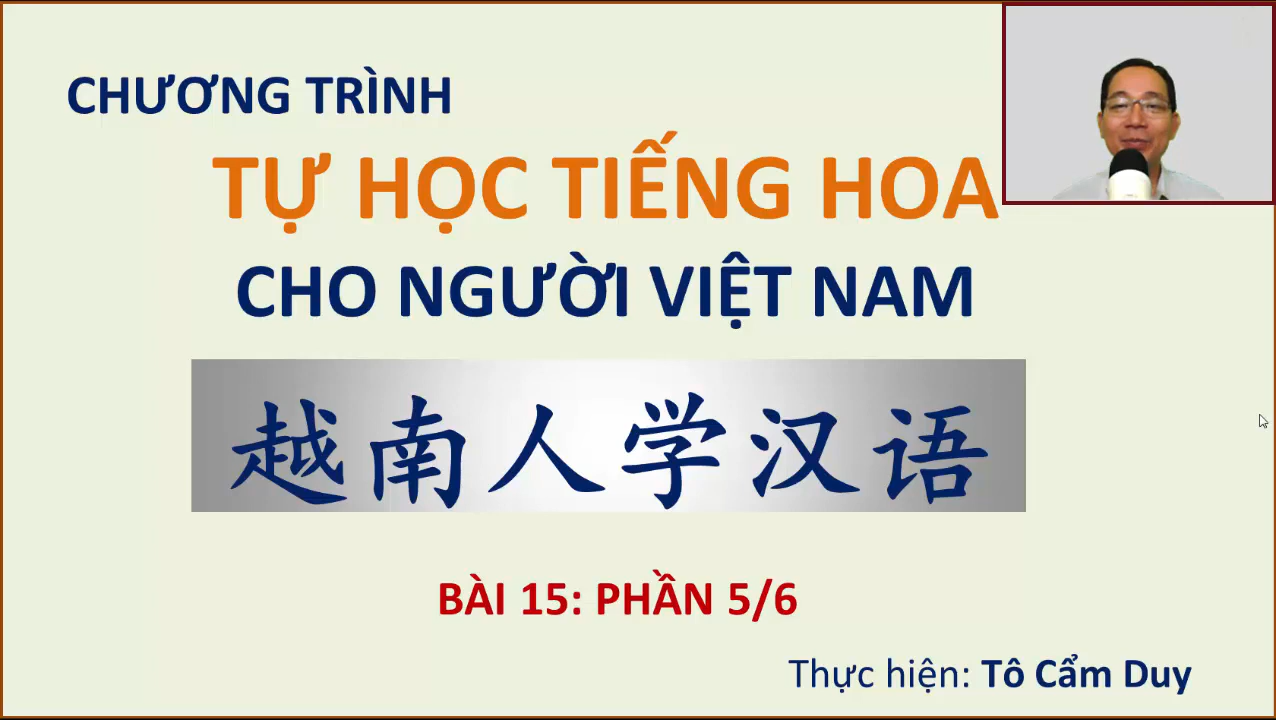 CHƯƠNG TRÌNH
TỰ HỌC TIẾNG HOA
CHO NGƯỜI VIỆT NAM
越南人学汉语
BÀI 15: PHẦN 5/6
Thực hiện: Tô Cẩm Duy